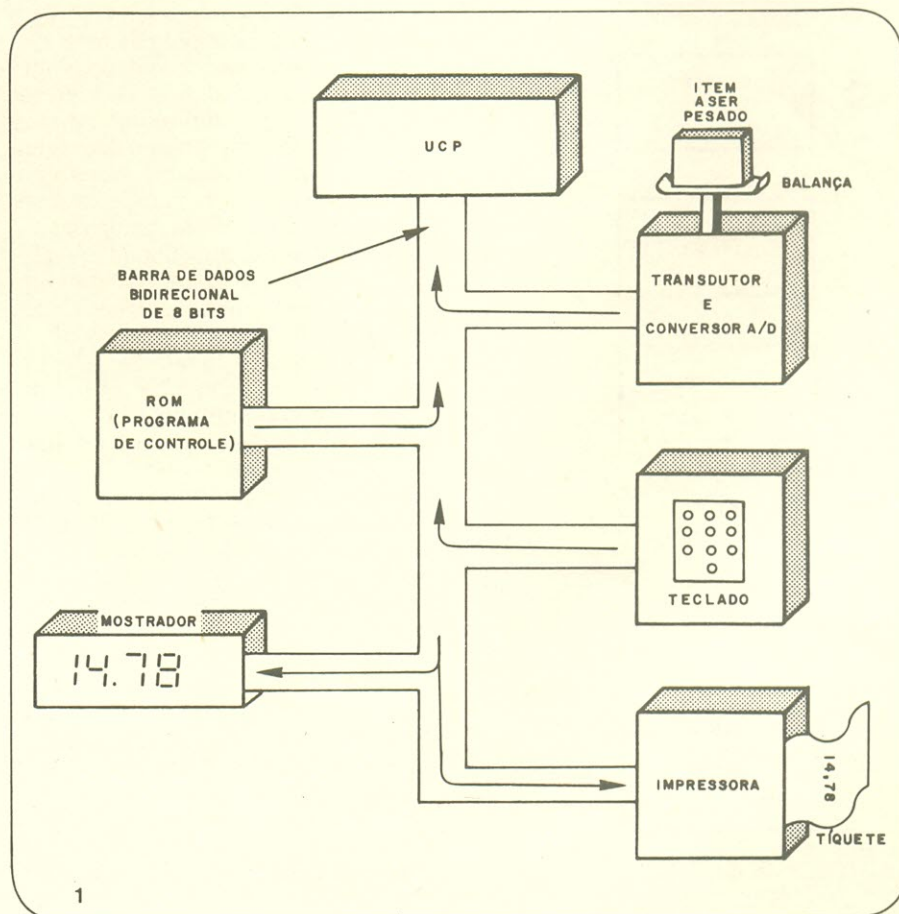 UCP
ITEM
A SER
PESADO
BALANÇA
BARRA DE DADOS
BIDIRECIONAL
DE 8 BITS
TRANSDUTOR
E
CONVERSOR A/D
ROM
(PROGRAMA
DE CONTROLE)
TECLADO
MOSTRADOR
14.78
IMPRESSORA
14,78
TÍQUETE
1